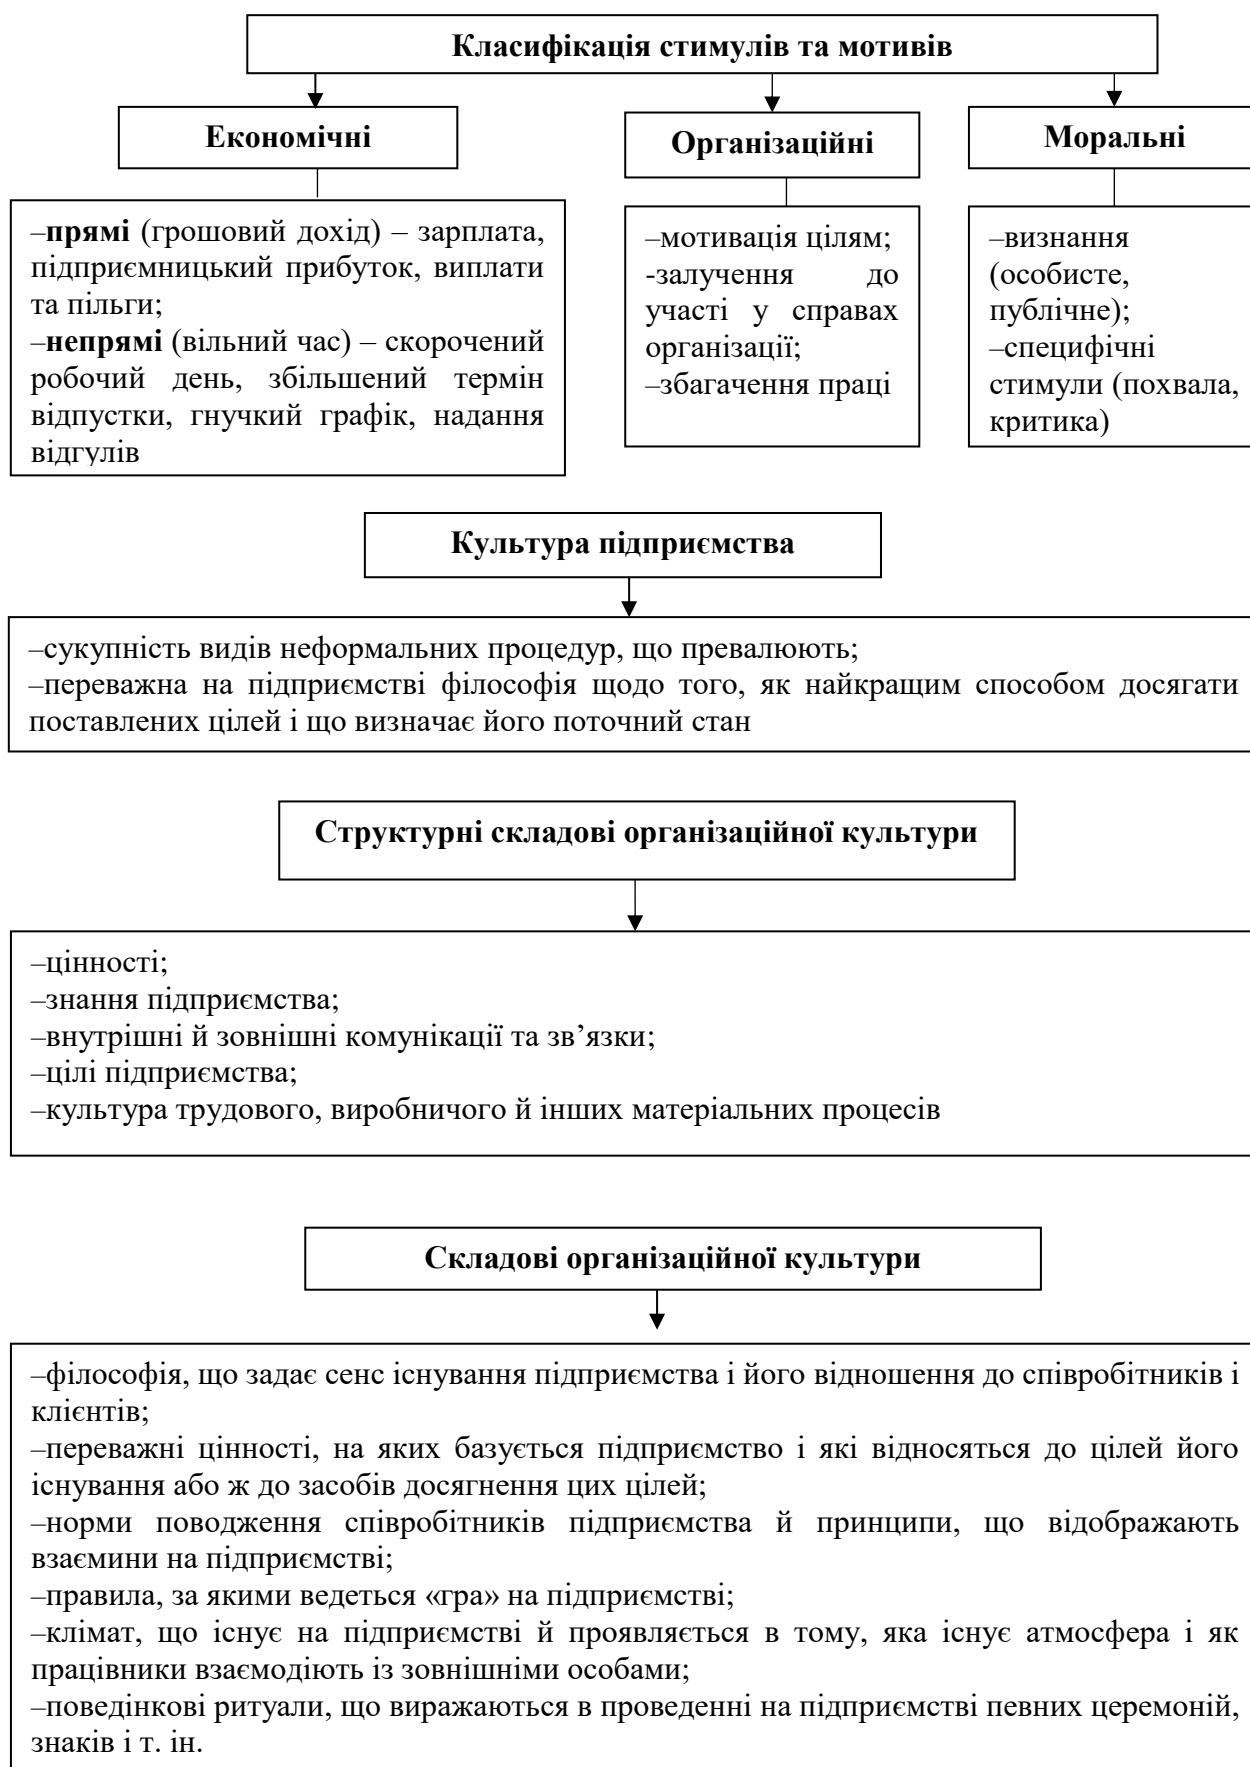 Класифікація стимулів та мотивів
Економічні
Організаційні
Моральні
–прямі (грошовий дохід) – зарплата,
підприємницький прибуток, виплати
та пільги;
–непрямі (вільний час) – скорочений
робочий день, збільшений термін
відпустки, гнучкий графік, надання
відгулів
–мотивація цілям;
-залучення до
участі у справах
організації;
–збагачення праці
–визнання
(особисте,
публічне);
–специфічні
стимули (похвала,
критика)
Культура підприємства
–сукупність видів неформальних процедур, що превалюють;
–переважна на підприємстві філософія щодо того, як найкращим способом досягати
поставлених цілей і що визначає його поточний стан
Структурні складові організаційної культури
–цінності;
–знання підприємства;
–внутрішні й зовнішні комунікації та зв’язки;
–цілі підприємства;
–культура трудового, виробничого й інших матеріальних процесів
Складові організаційної культури
–філософія, що задає сенс існування підприємства і його відношення до співробітників і
клієнтів;
–переважні цінності, на яких базується підприємство і які відносяться до цілей його
існування або ж до засобів досягнення цих цілей;
–норми поводження співробітників підприємства й принципи, що відображають
взаємини на підприємстві;
–правила, за якими ведеться «гра» на підприємстві;
–клімат, що існує на підприємстві й проявляється в тому, яка існує атмосфера і як
працівники взаємодіють із зовнішніми особами;
–поведінкові ритуали, що виражаються в проведенні на підприємстві певних церемоній,
знаків і т. ін.